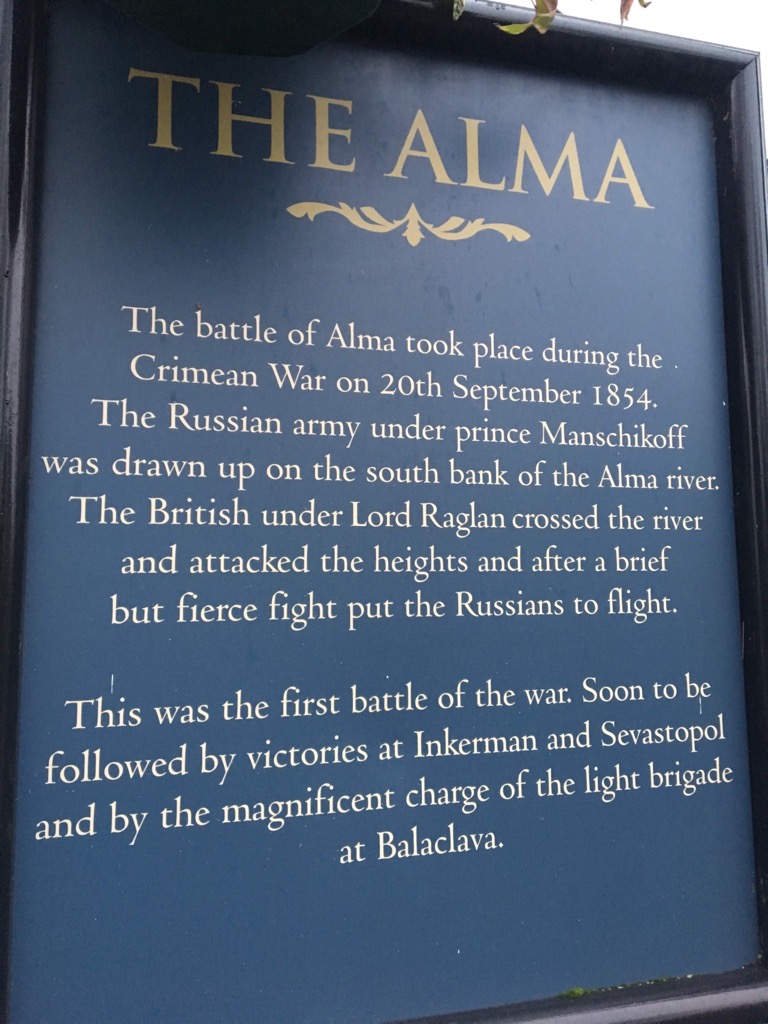 THE ALMA
The battle of Alma took place during the
Crimean War on 20th September 1854.
The Russian army under prince Manschikoff
was drawn up on the south bank of the Alma river.
The British under Lord Raglan crossed the river
and attacked the heights and after a brief
but fierce fight put the Russians to flight.
This was the first battle of the war. Soon to be
followed by victories at Inkerman and Sevastopol
and by the magnificent charge of the light brigade
at Balaclava.